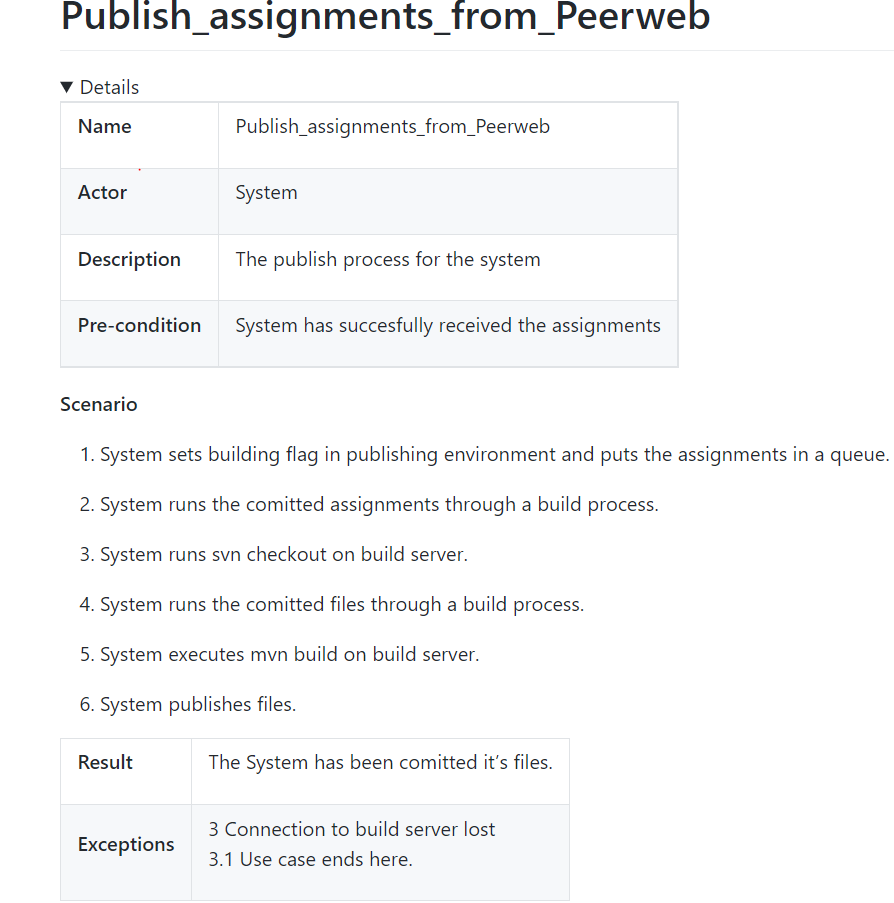 Publish_assignments_from_Peerweb
▼ Details
Name Publish_assignments_from_Peerweb
Actor System
Description The publish process for the system
Pre-condition System has succesfully received the assignments
Scenario
1. System sets building flag in publishing environment and puts the assignments in a queue.
2. System runs the comitted assignments through a build process.
3. System runs svn checkout on build server.
4. System runs the comitted files through a build process.
5. System executes mvn build on build server.
6. System publishes files.
Result The System has been comitted it’s files.
Exceptions 3 Connection to build server lost
3.1 Use case ends here.